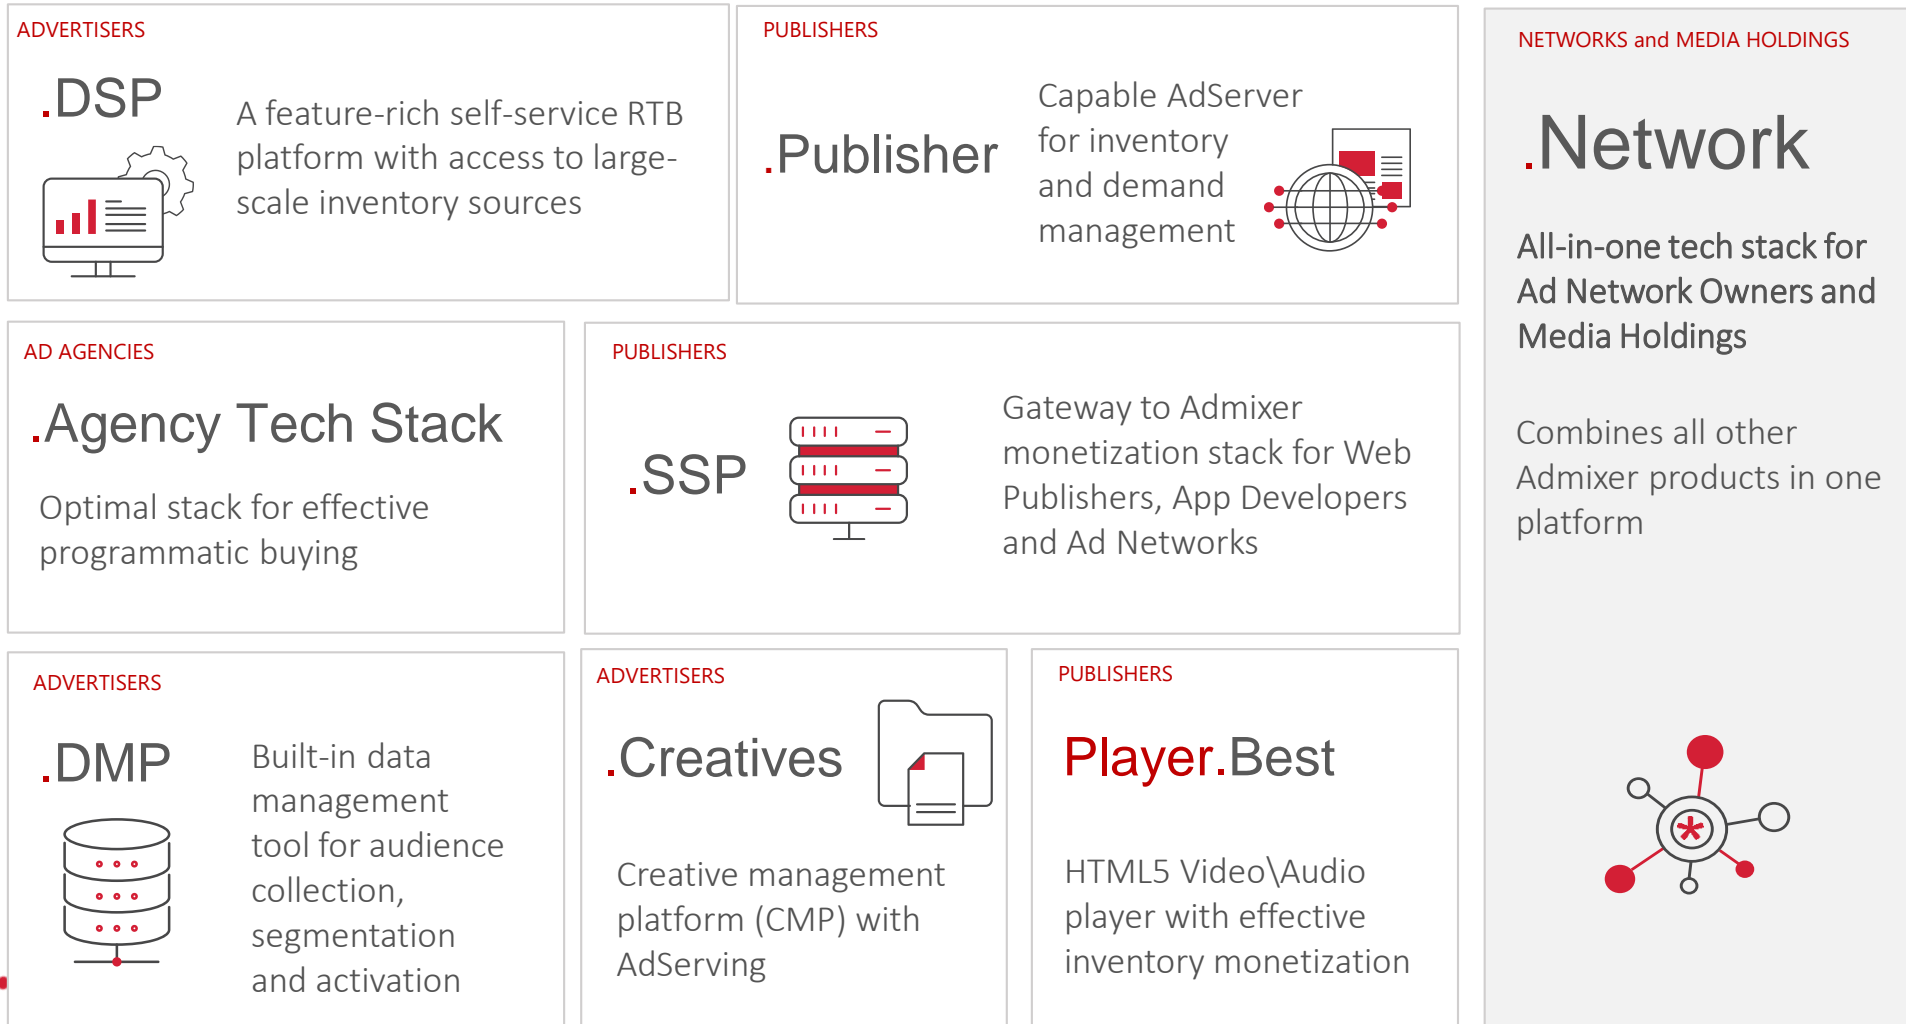 ADVERTISERS
.DSP
A feature-rich self-service RTB
platform with access to large-
scale inventory sources
PUBLISHERS
.Publisher
Capable AdServer
for inventory
and demand
management
AD AGENCIES
.Agency Tech Stack
Optimal stack for effective
programmatic buying
PUBLISHERS
.SSP
Gateway to Admixer
monetization stack for Web
Publishers, App Developers
and Ad Networks
ADVERTISERS
.DMP
Built-in data
management
tool for audience
collection,
segmentation
and activation
ADVERTISERS
.Creatives
Creative management
platform (CMP) with
AdServing
PUBLISHERS
Player.Best
HTML5 Video\Audio
player with effective
inventory monetization
NETWORKS and MEDIA HOLDINGS
.Network
All-in-one tech stack for
Ad Network Owners and
Media Holdings
Combines all other
Admixer products in one
platform